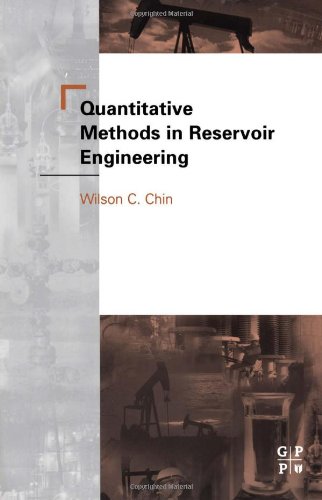 Quantitative
Methods in Reservoir
Engineering
Wilson C. Chin
G P
P